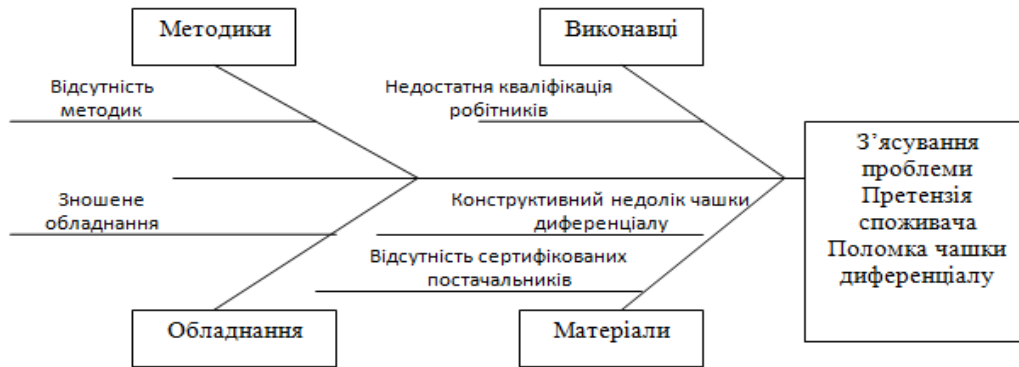 Методики
Виконавці
Відсутність
методик
Недостатня кваліфікація
робітників
З’ясування
проблеми
Претензія
споживача
Поломка чашки
диференціалу
Зношене
обладнання
Конструктивний недолік чашки
диференціалу
Відсутність сертифікованих
постачальників
Обладнання
Матеріали